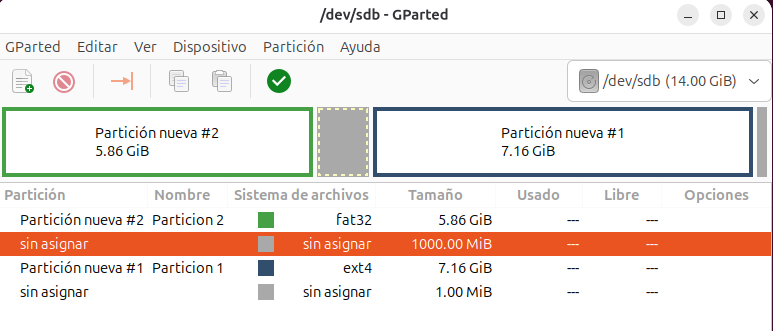 /dev/sdb - GParted
GParted Editar Ver Dispositivo Partición Ayuda
/dev/sdb (14.00 GiB)
Partición nueva #2
5.86 GiB
Partición nueva #1
7.16 GiB
Partición Nombre Sistema de archivos Tamaño Usado Libre Opciones
Partición nueva #2 Particion 2 fat32 5.86 GiB --- ---
sin asignar sin asignar 1000.00 MiB --- ---
Partición nueva #1 Particion 1 ext4 7.16 GiB --- ---
sin asignar sin asignar 1.00 MiB --- ---